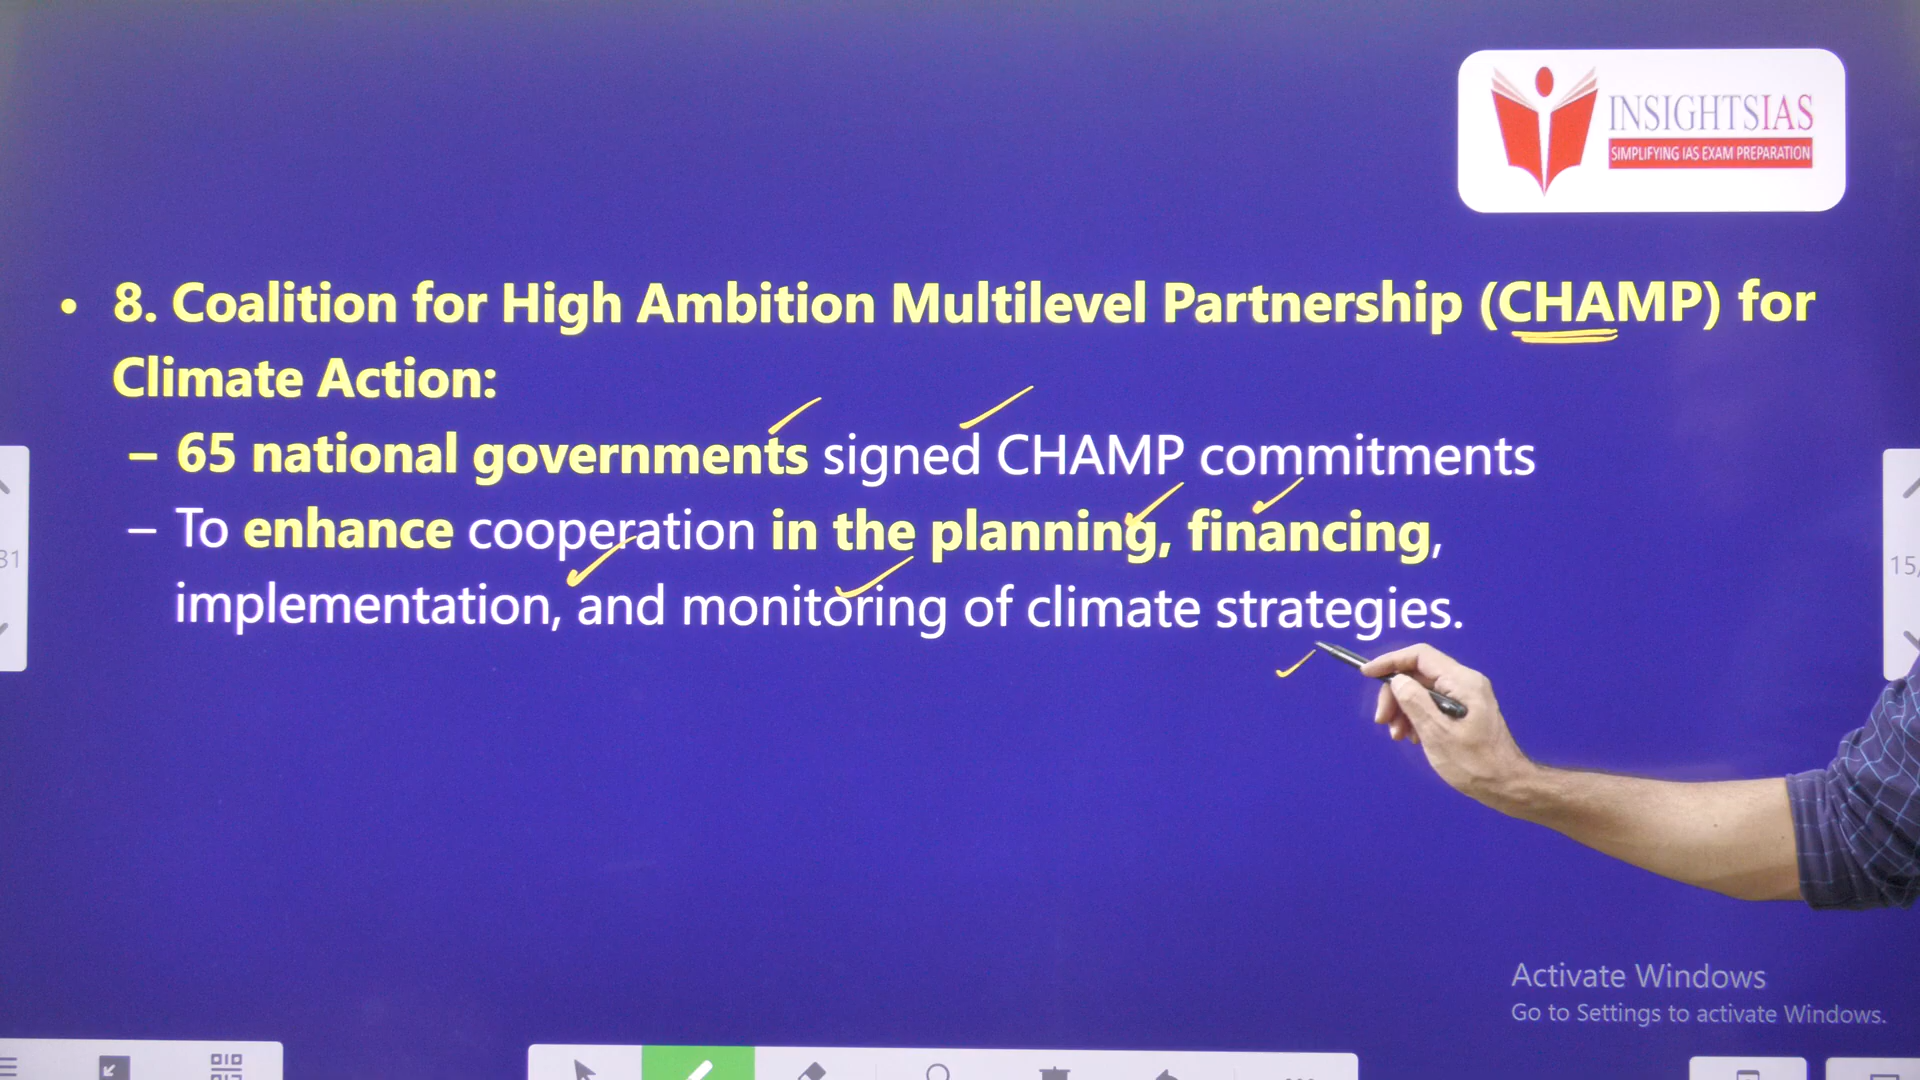 INSIGHTSIAS
SIMPLIFYING IAS EXAM PREPARATION
• 8. Coalition for High Ambition Multilevel Partnership (CHAMP) for
Climate Action:
– 65 national governments signed CHAMP commitments
– To enhance cooperation in the planning, financing,
implementation, and monitoring of climate strategies.
31
15/
Activate Windows
Go to Settings to activate Windows.